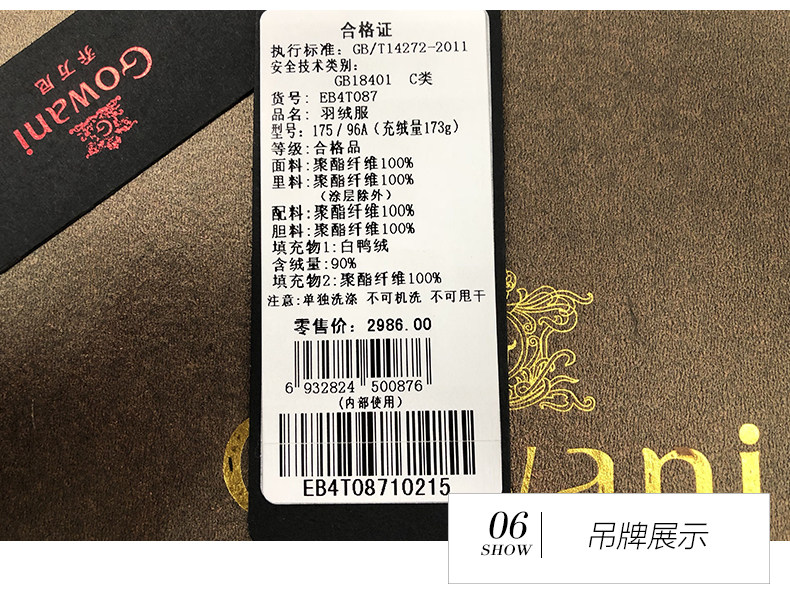 Gowani
乔万尼
G
合格证
执行标准: GB/T14272-2011
安全技术类别:
GB18401 C类
货号: EB4T087
品名: 羽绒服
型号: 175/96A(充绒量173g)
等级:合格品
面料:聚酯纤维100%
里料:聚酯纤维100%
(涂层除外)
配料:聚酯纤维100%
胆料:聚酯纤维100%
填充物1:白鸭绒
含绒量:90%
填充物2:聚酯纤维100%
注意:单独洗涤 不可机洗 不可甩干
零售价: 2986.00
6 932824 500876
(内部使用)
EB4T08710215
wani
06
SHOW
吊牌展示